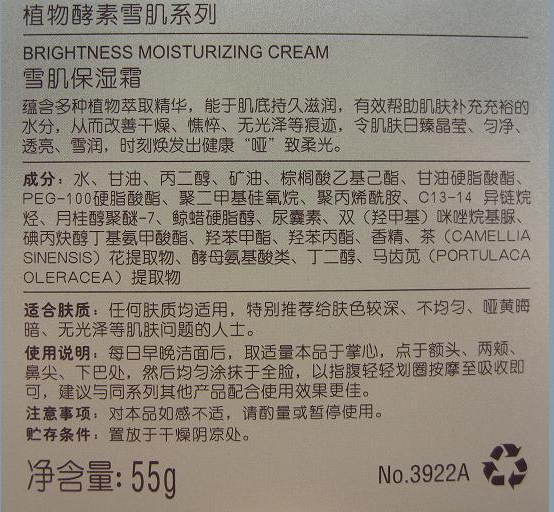 植物酵素雪肌系列
BRIGHTNESS MOISTURIZING CREAM
雪肌保湿霜
蕴含多种植物萃取精华，能于肌底持久滋润，有效帮助肌肤补充充裕的
水分，从而改善干燥、憔悴、无光泽等痕迹，令肌肤日臻晶莹、匀净、
透亮、雪润，时刻焕发出健康“哑”致柔光。
成分：水、甘油、丙二醇、矿油、棕榈酸乙基己酯、甘油硬脂酸酯、
PEG-100硬脂酸酯、聚二甲基硅氧烷、聚丙烯酰胺、C13-14 异链烷
烃、月桂醇聚醚-7、鲸蜡硬脂醇、尿囊素、双（羟甲基）咪唑烷基脲、
碘丙炔醇丁基氨甲酸酯、羟苯甲酯、羟苯丙酯、香精、茶（CAMELLIA
SINENSIS）花提取物、酵母氨基酸类、丁二醇、马齿苋（PORTULACA
OLERACEA）提取物
适合肤质：任何肤质均适用，特别推荐给肤色较深、不均匀、哑黄晦
暗、无光泽等肌肤问题的人士。
使用说明：每日早晚洁面后，取适量本品于掌心，点于额头、两颊、
鼻尖、下巴处，然后均匀涂抹于全脸，以指腹轻轻划圈按摩至吸收即
可，建议与同系列其他产品配合使用效果更佳。
注意事项：对本品如感不适，请酌量或暂停使用。
贮存条件：置放于干燥阴凉处。
净含量：55g
No.3922A